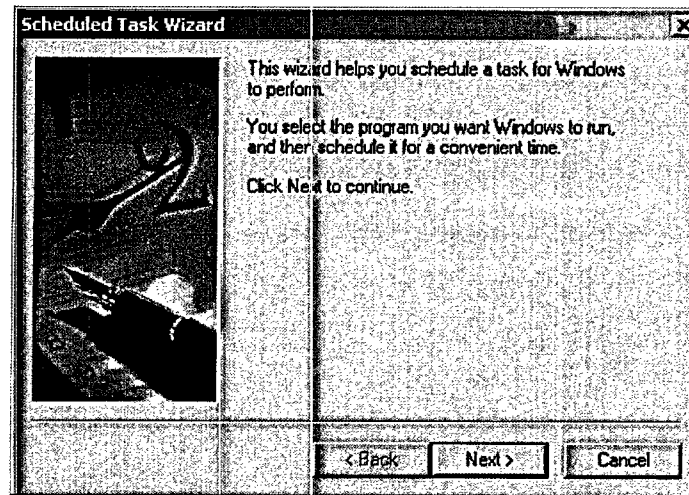 Scheduled Task Wizard
This wizard helps you schedule a task for Windows
to perform.
You select the program you want Windows to run,
and then schedule it for a convenient time.
Click Next to continue.
< Back
Next >
Cancel